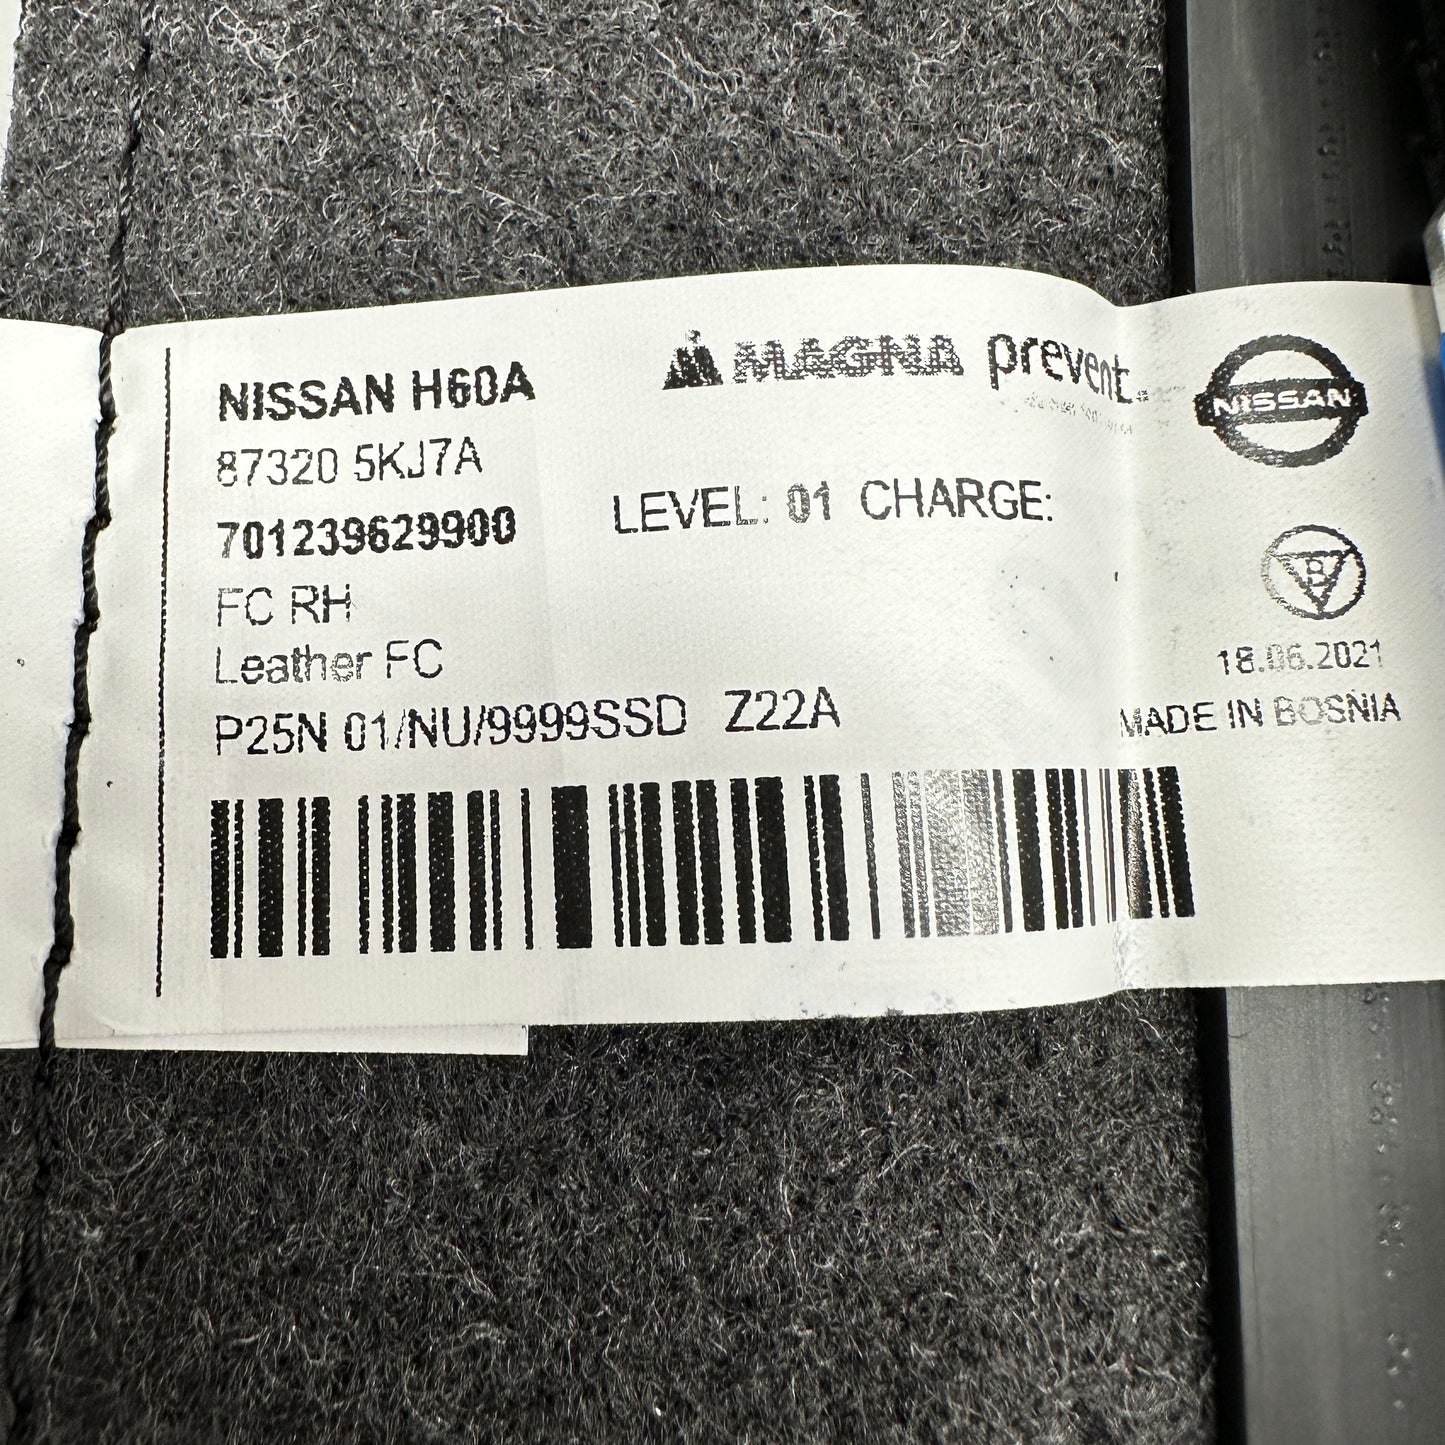 NISSAN H60A
87320 5KJ7A
701239629900
FC RH
Leather FC
P25N 01/NU/9999SSD Z22A
MAGNA prevent.
LEVEL: 01 CHARGE:
NISSAN
B
18.06.2021
MADE IN BOSNIA